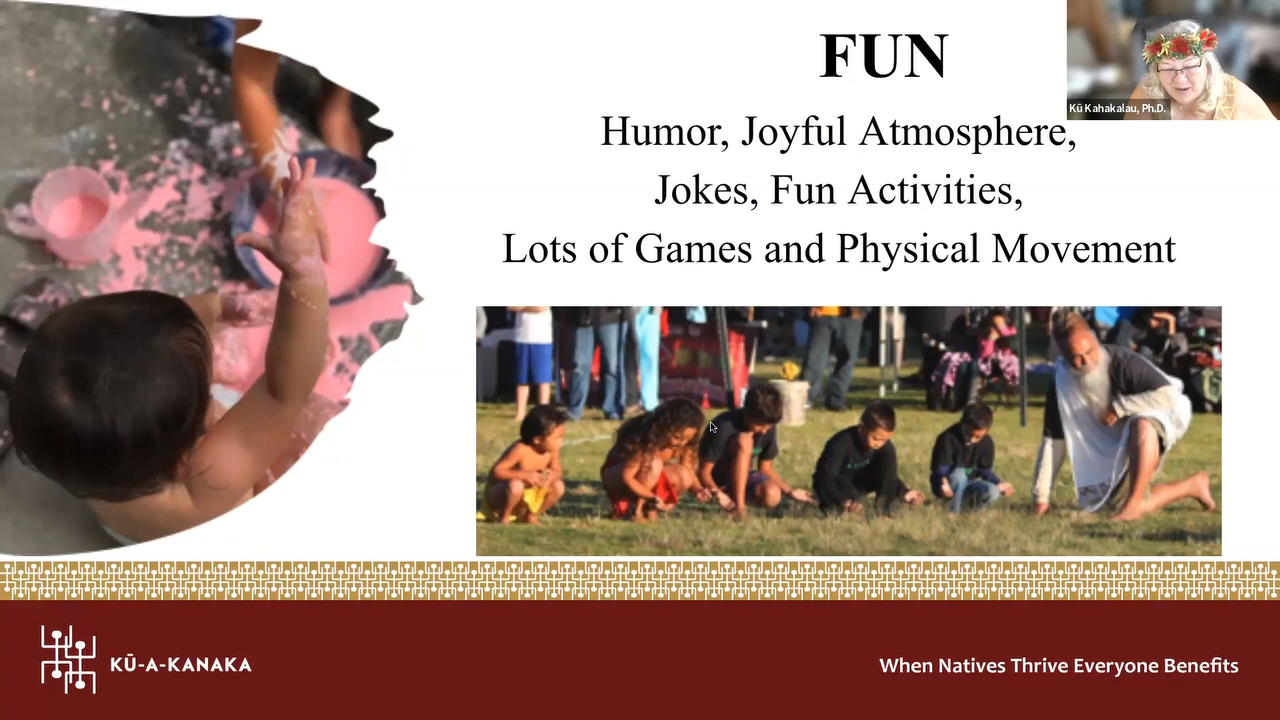 FUN
Kū Kahakalau, Ph.D.
Humor, Joyful Atmosphere,
Jokes, Fun Activities,
Lots of Games and Physical Movement
KŪ-A-KANAKA
When Natives Thrive Everyone Benefits